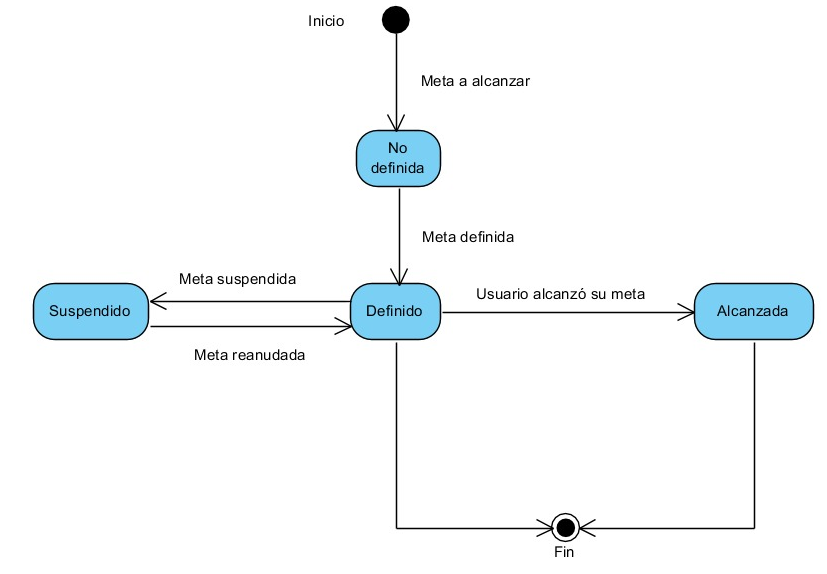 Inicio
Meta a alcanzar
No
definida
Meta definida
Meta suspendida
Usuario alcanzó su meta
Suspendido
Definido
Alcanzada
Meta reanudada
Fin